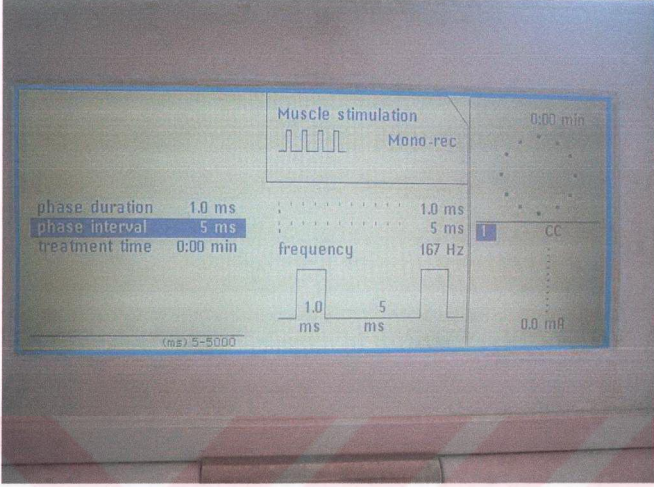 Muscle stimulation
Mono-rec
0:00 min
phase duration 1.0 ms
phase interval 5 ms
treatment time 0:00 min
1.0 ms
5 ms
frequency 167 Hz
1.0 5
ms ms
1 CC
0.0 mA
(ms) 5-5000